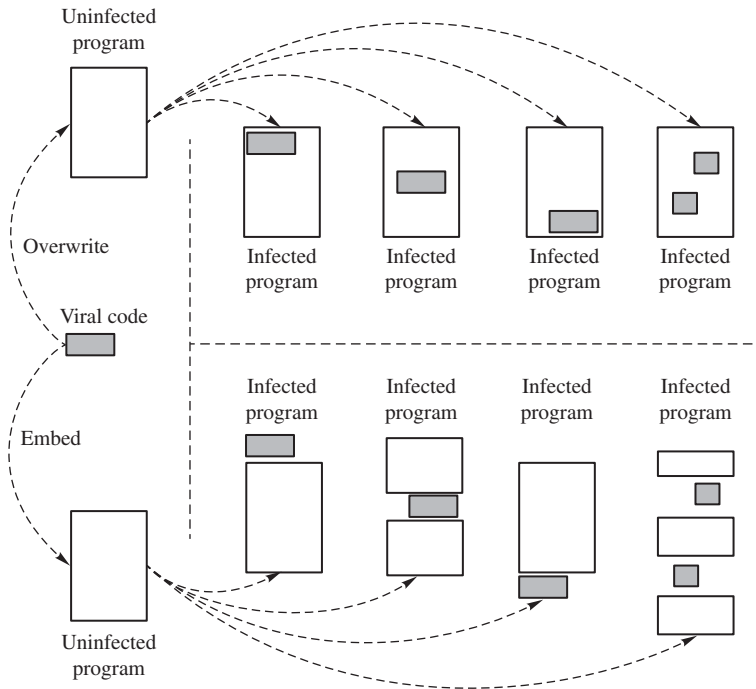 Uninfected
program
Overwrite
Viral code
Embed
Uninfected
program
Infected
program
Infected
program
Infected
program
Infected
program
Infected
program
Infected
program
Infected
program
Infected
program